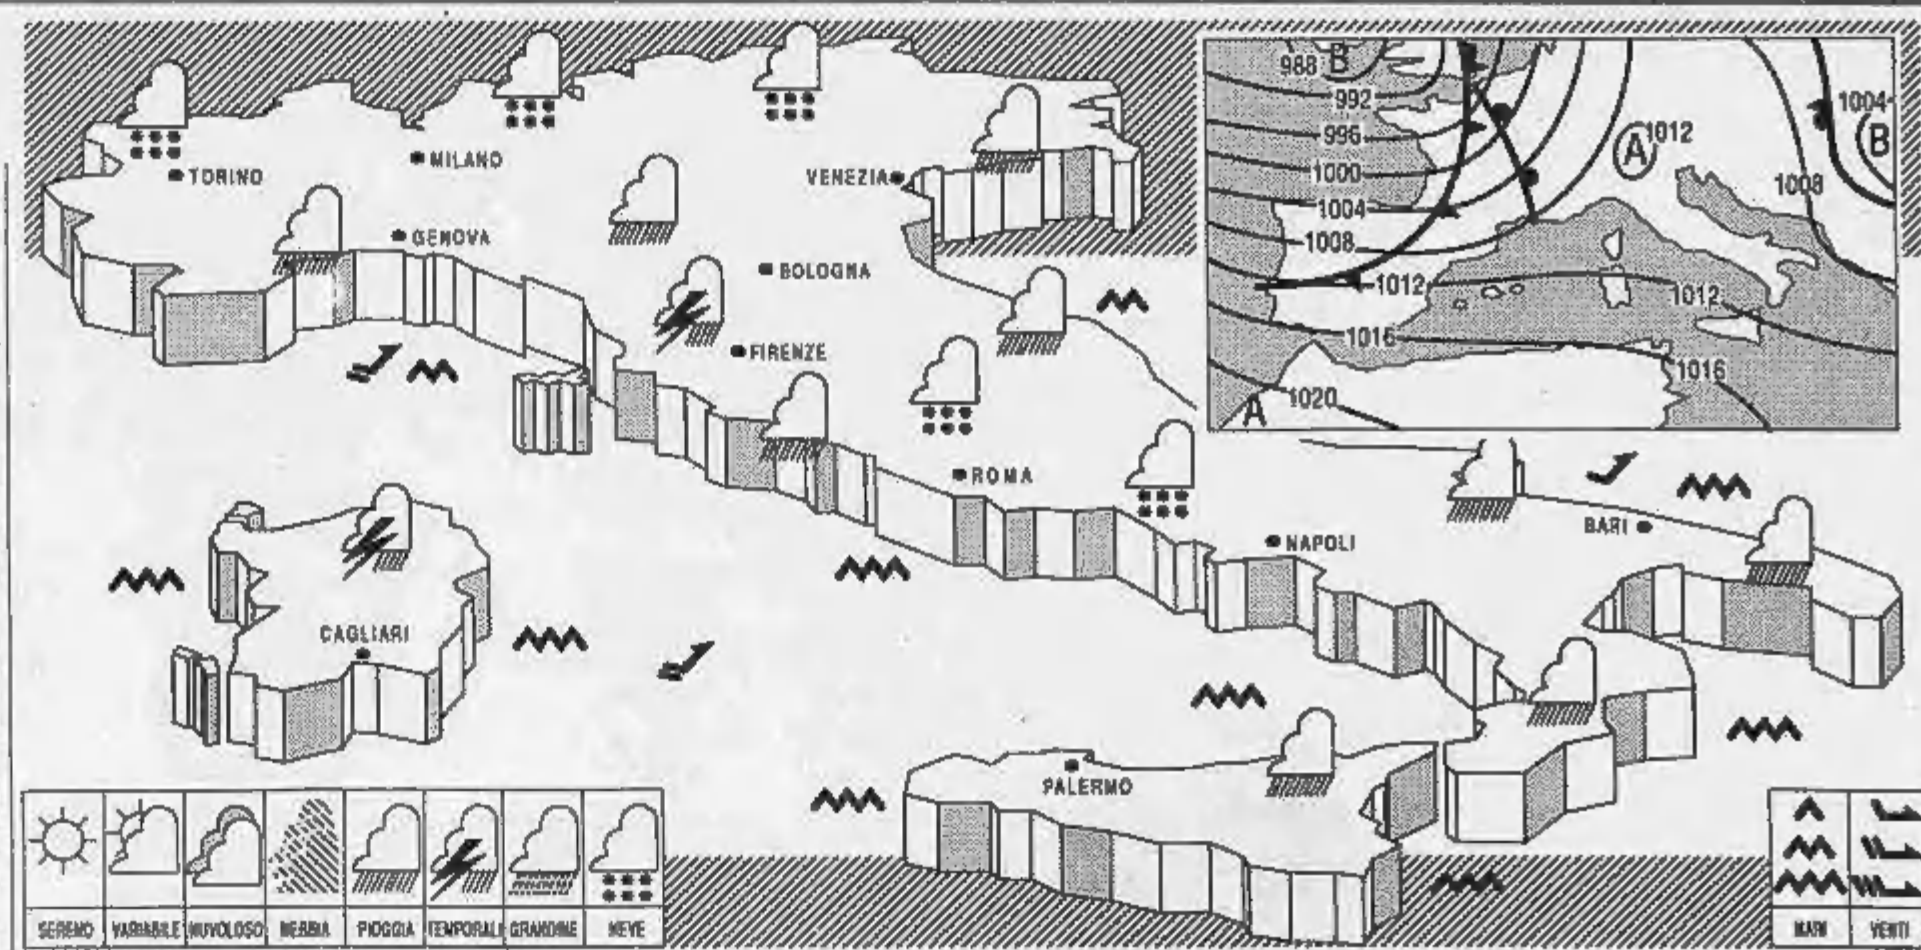 TORINO
MILANO
VENEZIA
GENOVA
BOLOGNA
FIRENZE
ROMA
NAPOLI
BARI
CAGLIARI
PALERMO
988 B
992
996
1000
1004
1008
1012
1016
1020
A
A 1012
1004
B
1008
1012
1016
SERENO VARIABILE NUVOLOSO NEBBIA PIOGGIA TEMPORALI GRANDINE NEVE
MARI VENTI